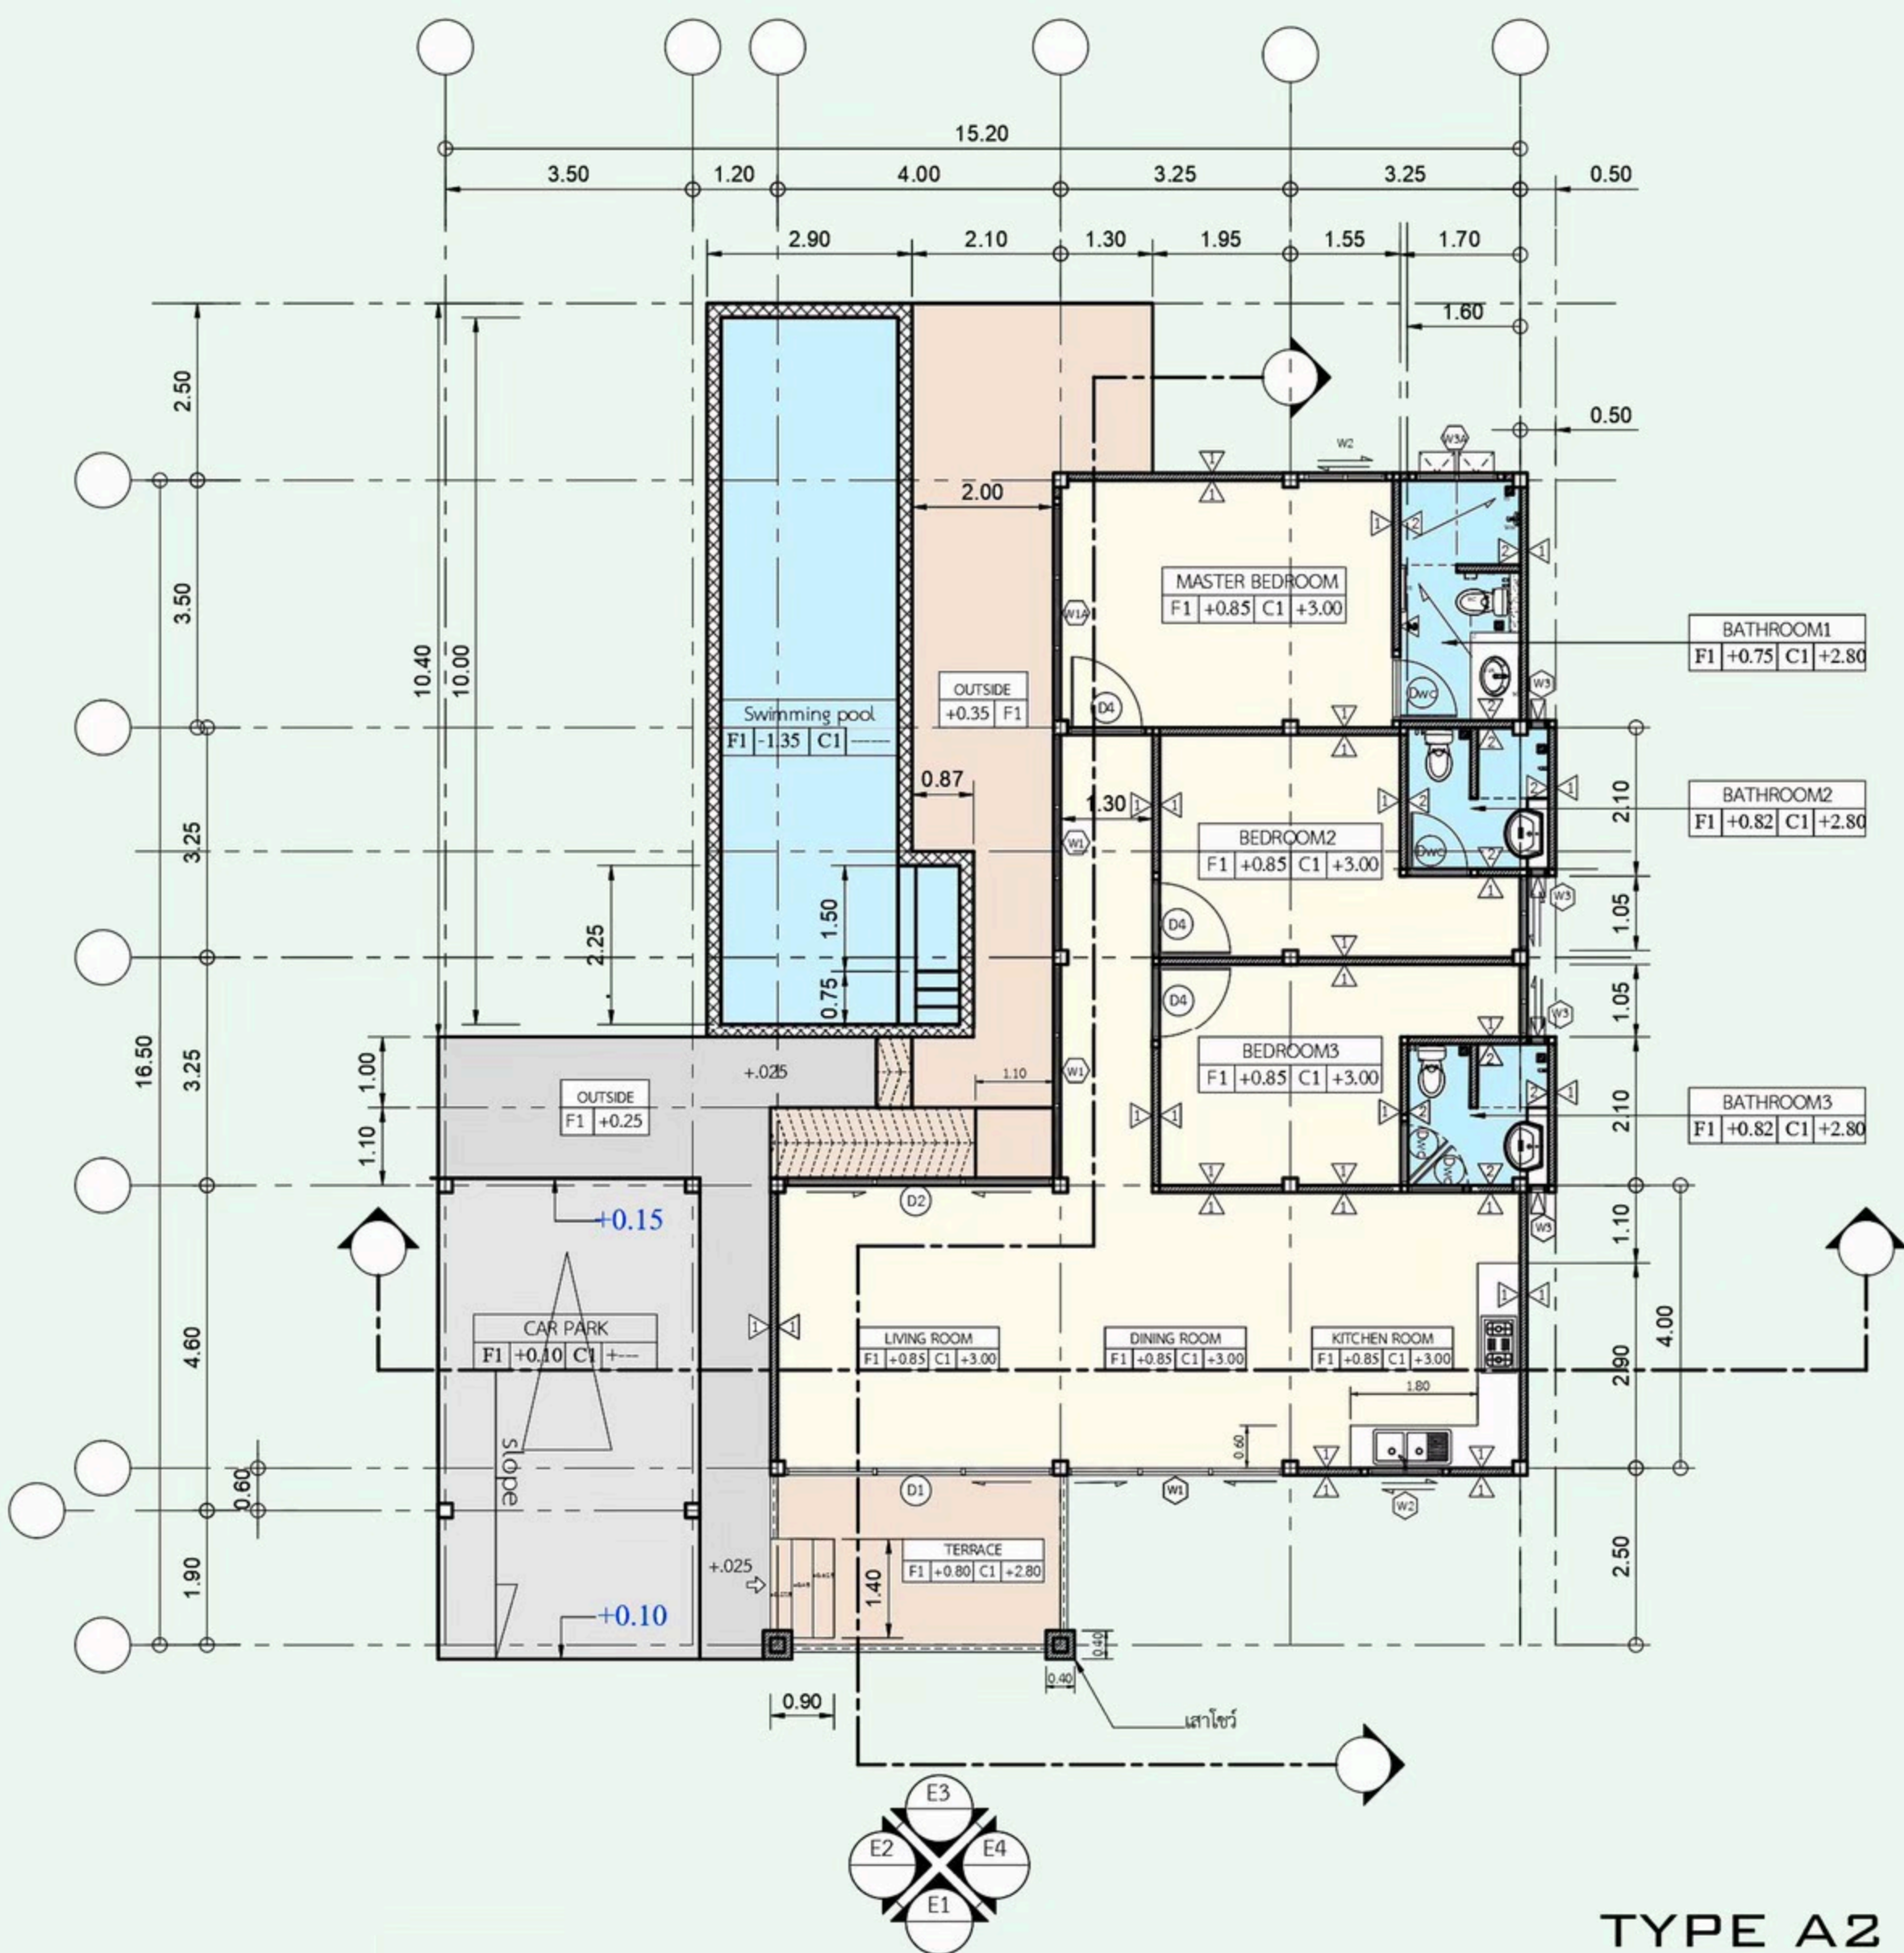 15.20
3.50 1.20 4.00 3.25 3.25 0.50
2.90 2.10 1.30 1.95 1.55 1.70
1.60
0.50
2.50
W2 W3A
2.00
3.50
MASTER BEDROOM
F1 +0.85 C1 +3.00
W1A
BATHROOM1
F1 +0.75 C1 +2.80
10.40
10.00
OUTSIDE
+0.35 F1
Swimming pool
F1 -1.35 C1 -----
D4
Dwc
W3
0.87
1.30
2.10
BATHROOM2
F1 +0.82 C1 +2.80
3.25
W1
BEDROOM2
F1 +0.85 C1 +3.00
Dwc
W3
1.50
2.25
D4
1.05
0.75
D4
1.05
W3
16.50
3.25
1.00
+.025
1.10
W1
BEDROOM3
F1 +0.85 C1 +3.00
OUTSIDE
F1 +0.25
BATHROOM3
F1 +0.82 C1 +2.80
2.10
1.10
Dwc
Dwc
D2
W3
+0.15
1.10
CAR PARK
F1 +0.10 C1 +---
LIVING ROOM
F1 +0.85 C1 +3.00
DINING ROOM
F1 +0.85 C1 +3.00
KITCHEN ROOM
F1 +0.85 C1 +3.00
4.60
2.90
4.00
1.80
0.60
slope
0.60
D1
W1
W2
TERRACE
F1 +0.80 C1 +2.80
+.025
1.40
1.90
2.50
+0.10
0.40
0.40
0.90
เสาโชว์
E3
E2 E4
E1
TYPE A2